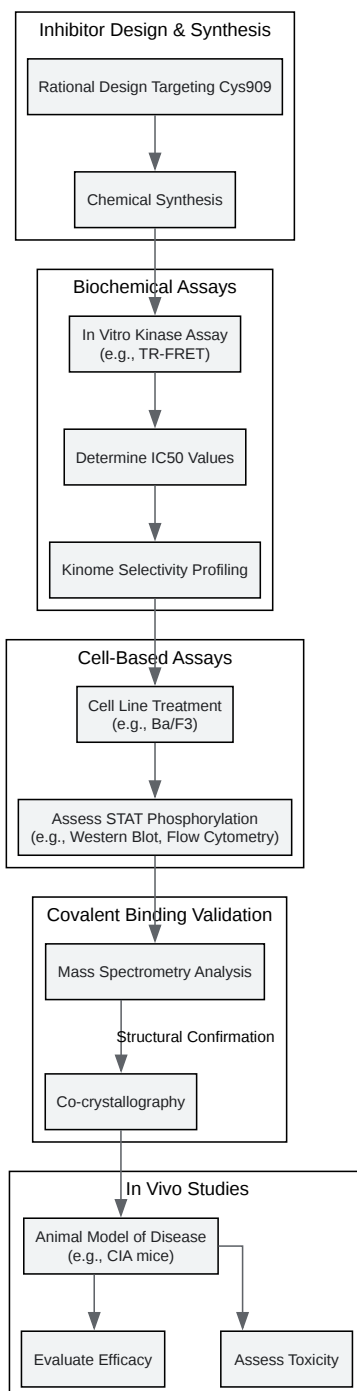 Inhibitor Design & Synthesis
Rational Design Targeting Cys909
Chemical Synthesis
Biochemical Assays
In Vitro Kinase Assay
(e.g., TR-FRET)
Determine IC50 Values
Kinome Selectivity Profiling
Cell-Based Assays
Cell Line Treatment
(e.g., Ba/F3)
Assess STAT Phosphorylation
(e.g., Western Blot, Flow Cytometry)
Covalent Binding Validation
Mass Spectrometry Analysis
Structural Confirmation
Co-crystallography
In Vivo Studies
Animal Model of Disease
(e.g., CIA mice)
Evaluate Efficacy
Assess Toxicity